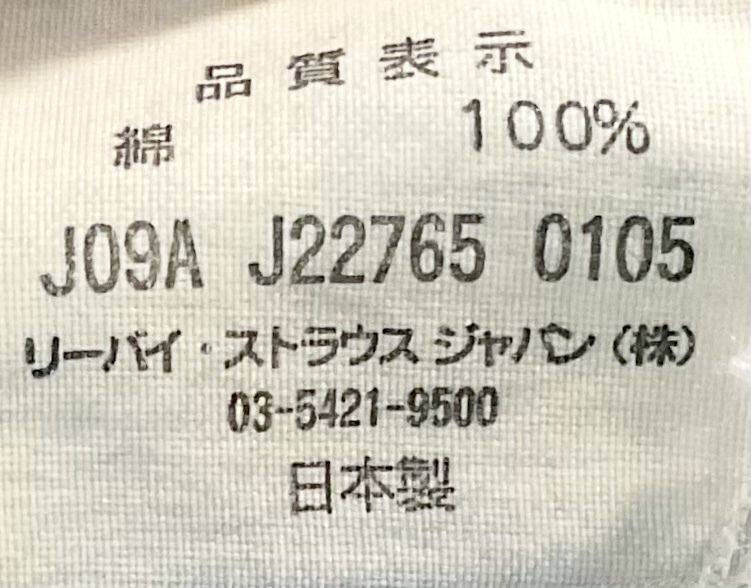 品質表示
綿 100%
J09A J22765 0105
リーバイ・ストラウス ジャパン(株)
03-5421-9500
日本製